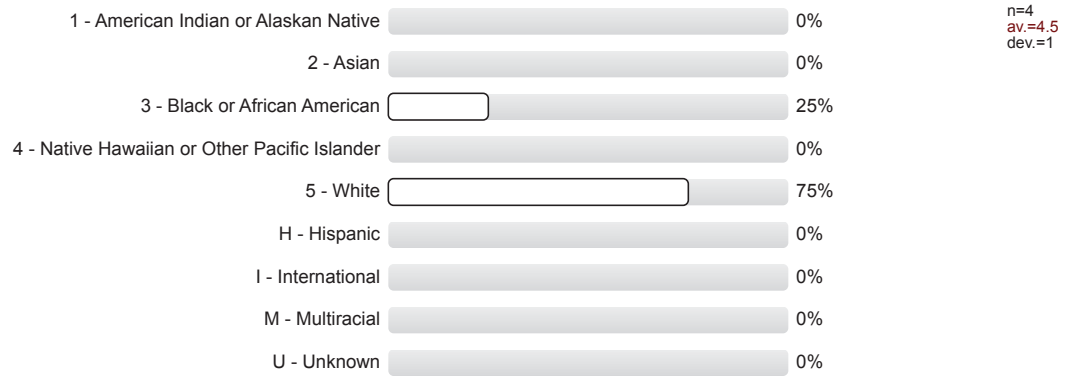 1 - American Indian or Alaskan Native 0%
2 - Asian 0%
3 - Black or African American 25%
4 - Native Hawaiian or Other Pacific Islander 0%
5 - White 75%
H - Hispanic 0%
I - International 0%
M - Multiracial 0%
U - Unknown 0%
n=4
av.=4.5
dev.=1